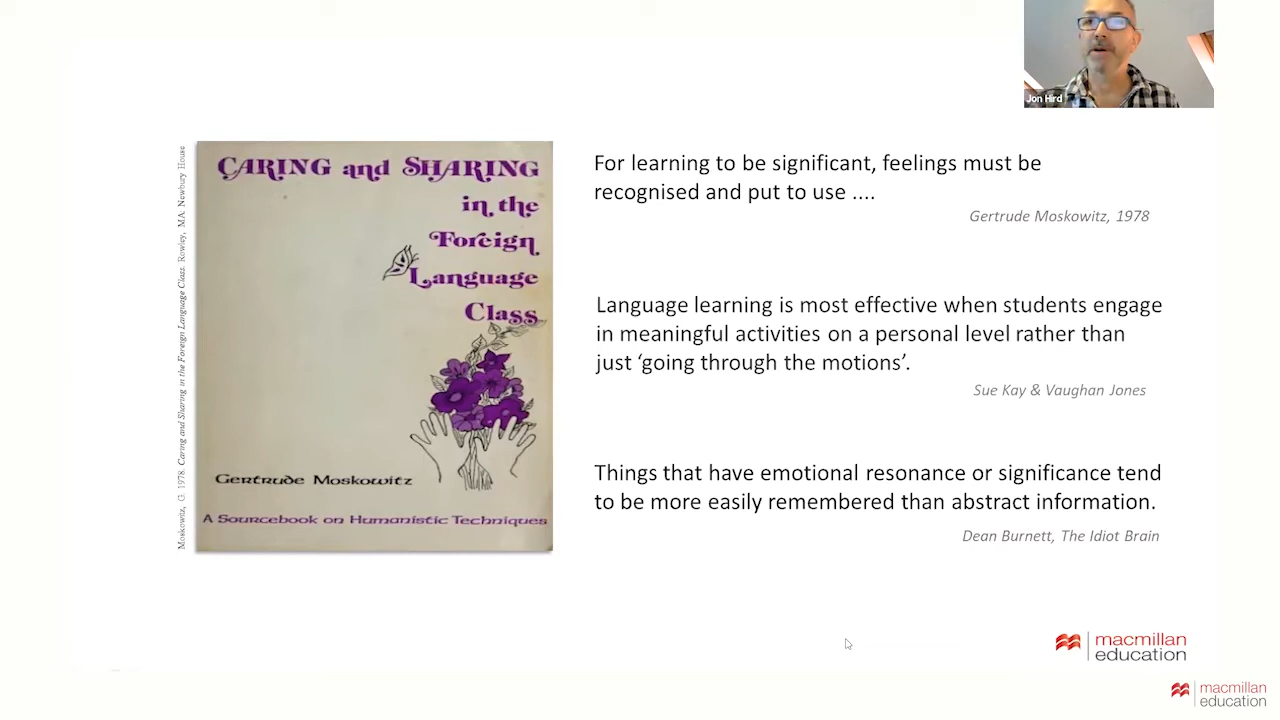 Jon Hird
Moskowitz, G. 1978. Caring and Sharing in the Foreign Language Class. Rowley, MA: Newbury House
CARING and SHARING
in the
Foreign
Language
Class
Gertrude Moskowitz
A Sourcebook on Humanistic Techniques
For learning to be significant, feelings must be
recognised and put to use ....
Gertrude Moskowitz, 1978
Language learning is most effective when students engage
in meaningful activities on a personal level rather than
just ‘going through the motions’.
Sue Kay & Vaughan Jones
Things that have emotional resonance or significance tend
to be more easily remembered than abstract information.
Dean Burnett, The Idiot Brain
macmillan
education
macmillan
education